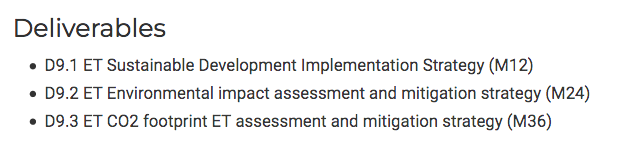 Deliverables
D9.1 ET Sustainable Development Implementation Strategy (M12)
D9.2 ET Environmental impact assessment and mitigation strategy (M24)
D9.3 ET CO2 footprint ET assessment and mitigation strategy (M36)